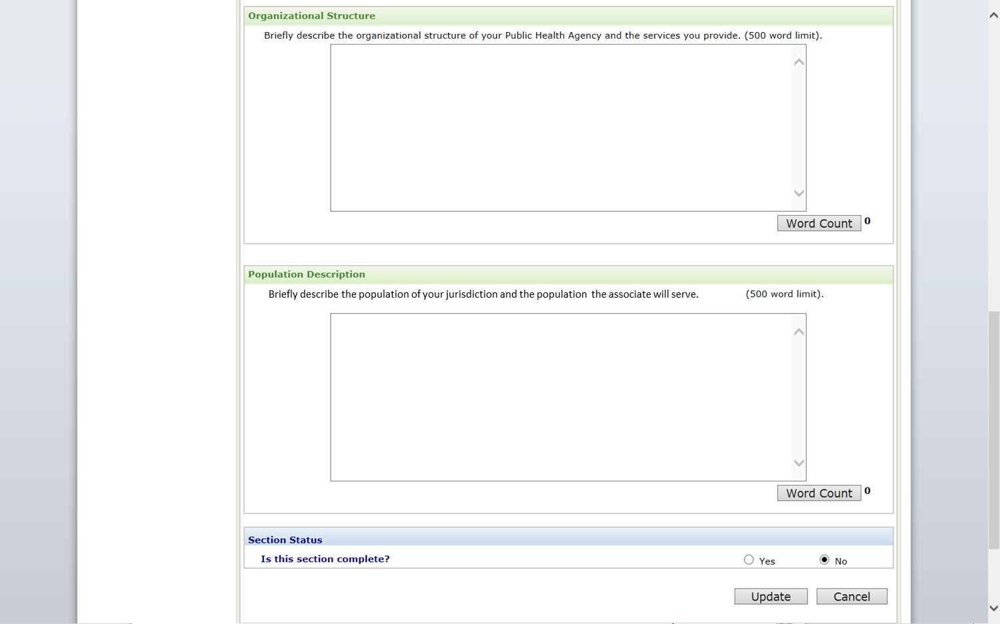 Organizational Structure
Briefly describe the organizational structure of your Public Health Agency and the services you provide. (500 word limit).
Word Count 0
Population Description
Briefly describe the population of your jurisdiction and the population the associate will serve. (500 word limit).
Word Count 0
Section Status
Is this section complete? Yes No
Update Cancel